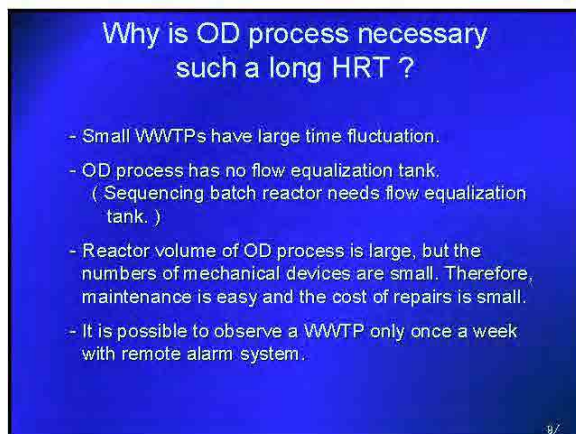 Why is OD process necessary
such a long HRT ?
- Small WWTPs have large time fluctuation.
- OD process has no flow equalization tank.
( Sequencing batch reactor needs flow equalization
tank. )
- Reactor volume of OD process is large, but the
numbers of mechanical devices are small. Therefore,
maintenance is easy and the cost of repairs is small.
- It is possible to observe a WWTP only once a week
with remote alarm system.